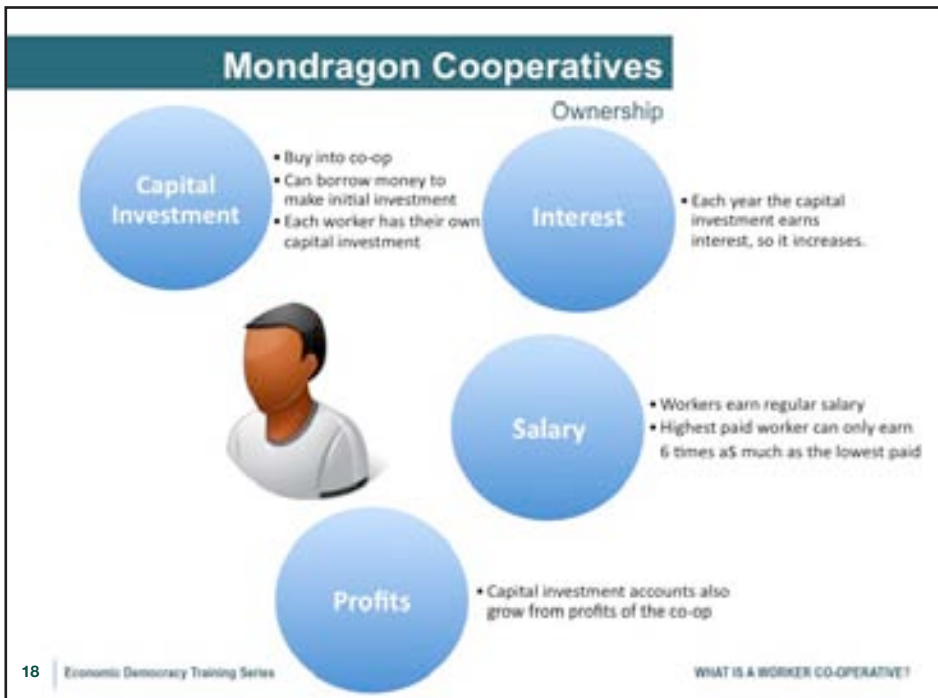 Mondragon Cooperatives
Ownership
Capital
Investment
▪ Buy into co-op
▪ Can borrow money to
make initial investment
▪ Each worker has their own
capital investment
Interest
▪ Each year the capital
investment earns
interest, so it increases.
Salary
▪ Workers earn regular salary
▪ Highest paid worker can only earn
6 times a$ much as the lowest paid
Profits
▪ Capital investment accounts also
grow from profits of the co-op
18 Economic Democracy Training Series
WHAT IS A WORKER CO-OPERATIVE?